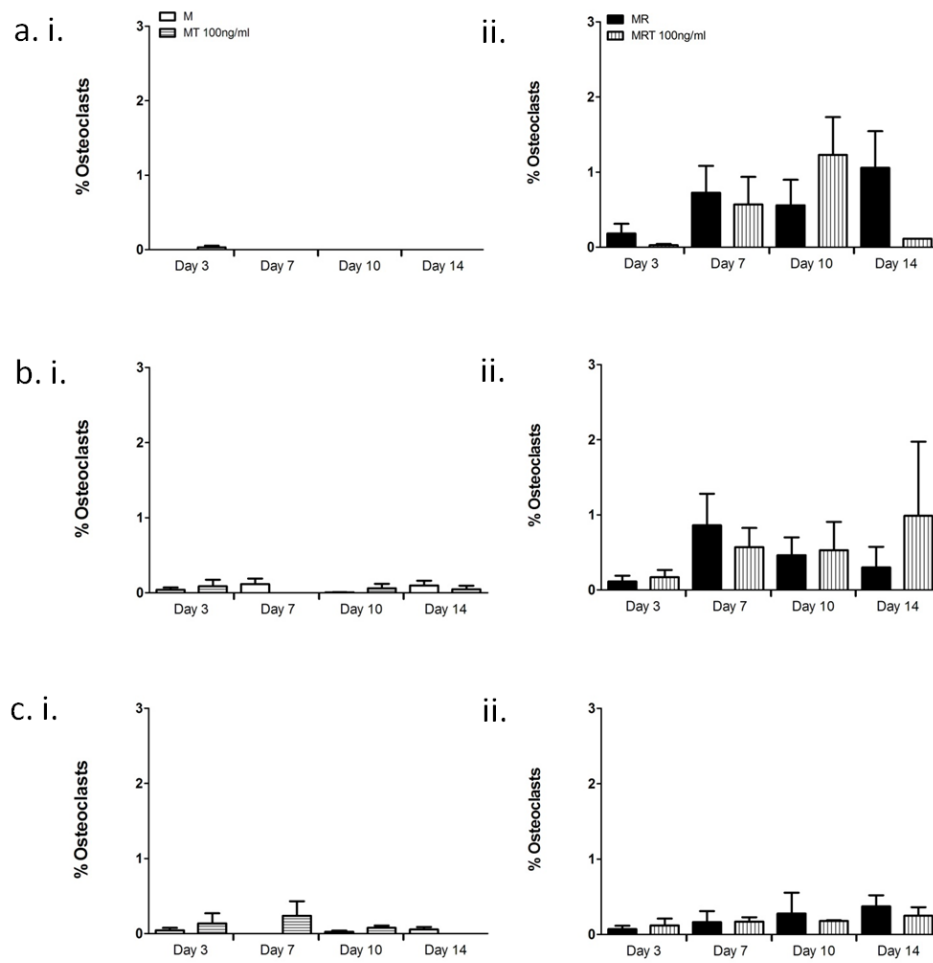 a. i.
M
MT 100ng/ml
% Osteoclasts
3
2
1
0
Day 3 Day 7 Day 10 Day 14
ii.
MR
MRT 100ng/ml
% Osteoclasts
3
2
1
0
Day 3 Day 7 Day 10 Day 14
b. i.
% Osteoclasts
3
2
1
0
Day 3 Day 7 Day 10 Day 14
ii.
% Osteoclasts
3
2
1
0
Day 3 Day 7 Day 10 Day 14
c. i.
% Osteoclasts
3
2
1
0
Day 3 Day 7 Day 10 Day 14
ii.
% Osteoclasts
3
2
1
0
Day 3 Day 7 Day 10 Day 14